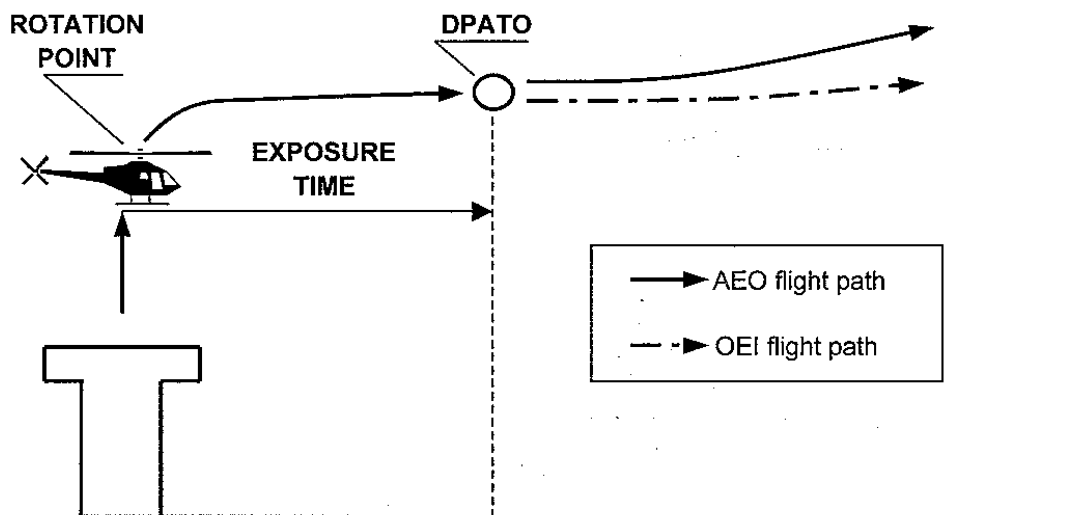 ROTATION
POINT
DPATO
EXPOSURE
TIME
AEO flight path
OEI flight path